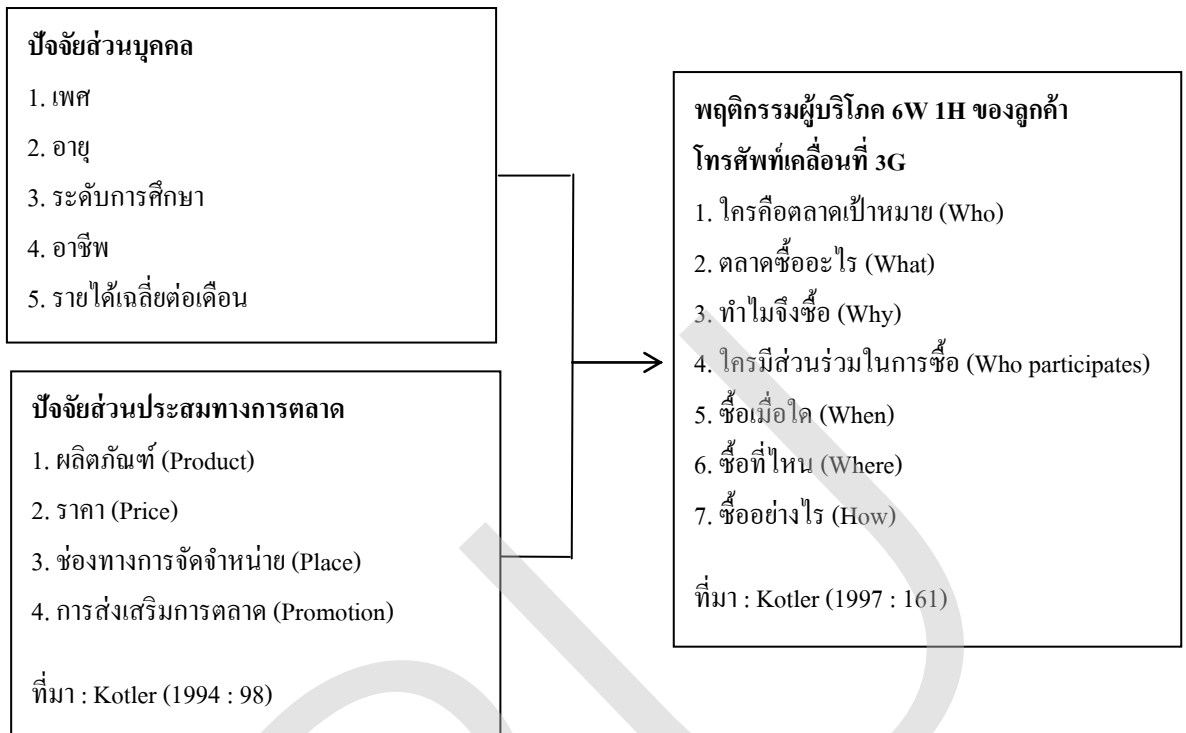 ปัจจัยส่วนบุคคล
1. เพศ
2. อายุ
3. ระดับการศึกษา
4. อาชีพ
5. รายได้เฉลี่ยต่อเดือน
ปัจจัยส่วนประสมทางการตลาด
1. ผลิตภัณฑ์ (Product)
2. ราคา (Price)
3. ช่องทางการจัดจำหน่าย (Place)
4. การส่งเสริมการตลาด (Promotion)
ที่มา : Kotler (1994 : 98)
พฤติกรรมผู้บริโภค 6W 1H ของลูกค้า
โทรศัพท์เคลื่อนที่ 3G
1. ใครคือตลาดเป้าหมาย (Who)
2. ตลาดซื้ออะไร (What)
3. ทำไมจึงซื้อ (Why)
4. ใครมีส่วนร่วมในการซื้อ (Who participates)
5. ซื้อเมื่อใด (When)
6. ซื้อที่ไหน (Where)
7. ซื้ออย่างไร (How)
ที่มา : Kotler (1997 : 161)